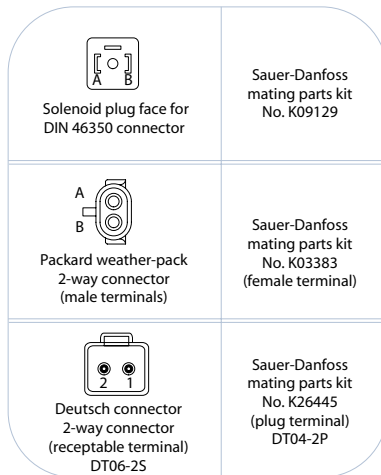 A B
Solenoid plug face for
DIN 46350 connector
Sauer-Danfoss
mating parts kit
No. K09129
A
B
Packard weather-pack
2-way connector
(male terminals)
Sauer-Danfoss
mating parts kit
No. K03383
(female terminal)
2 1
Deutsch connector
2-way connector
(receptable terminal)
DT06-2S
Sauer-Danfoss
mating parts kit
No. K26445
(plug terminal)
DT04-2P